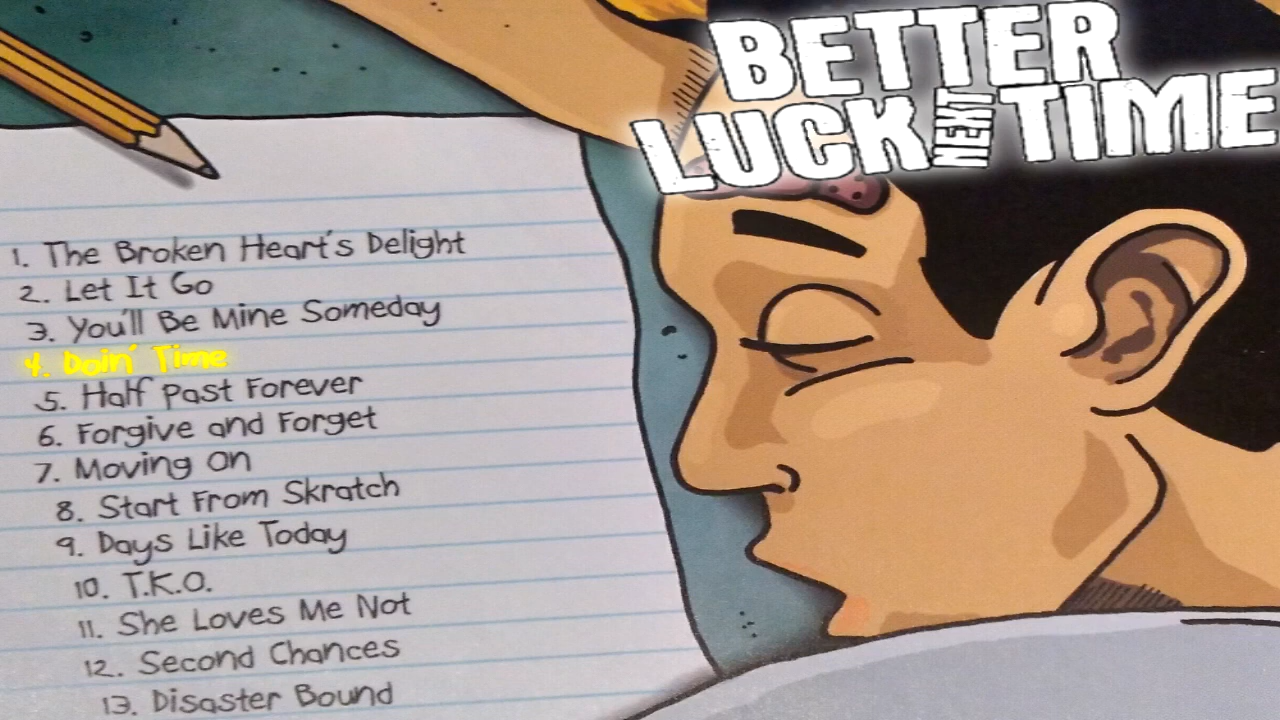 BETTER
LUCK NEXT TIME
1. The Broken Heart's Delight
2. Let It Go
3. You'll Be Mine Someday
4. Doin' Time
5. Half Past Forever
6. Forgive and Forget
7. Moving On
8. Start From Skratch
9. Days Like Today
10. T.K.O.
11. She Loves Me Not
12. Second Chances
13. Disaster Bound